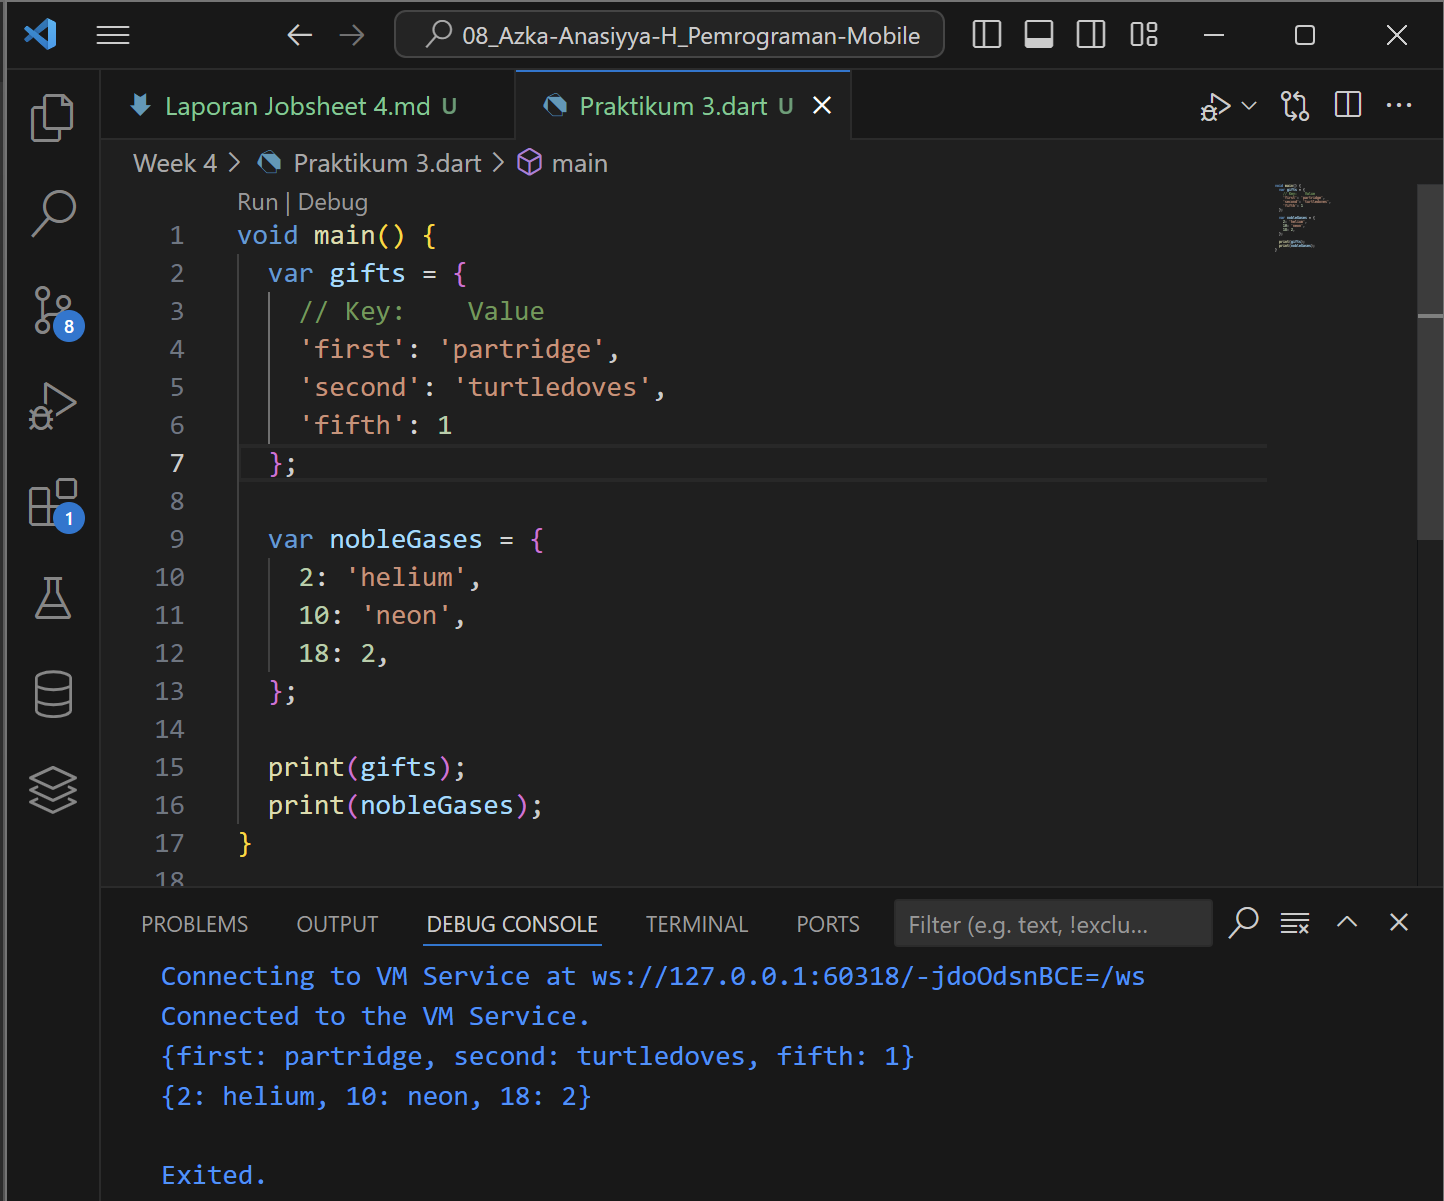 08_Azka-Anasiyya-H_Pemrograman-Mobile
Laporan Jobsheet 4.md U
Praktikum 3.dart U
Week 4 > Praktikum 3.dart > main
Run | Debug
1 void main() {
2 var gifts = {
3 // Key:    Value
4 'first': 'partridge',
5 'second': 'turtledoves',
6 'fifth': 1
7 };
8
9 var nobleGases = {
10 2: 'helium',
11 10: 'neon',
12 18: 2,
13 };
14
15 print(gifts);
16 print(nobleGases);
17 }
18
8
1
PROBLEMS OUTPUT DEBUG CONSOLE TERMINAL PORTS Filter (e.g. text, !exclu...
Connecting to VM Service at ws://127.0.0.1:60318/-jdoOdsnBCE=/ws
Connected to the VM Service.
{first: partridge, second: turtledoves, fifth: 1}
{2: helium, 10: neon, 18: 2}
Exited.